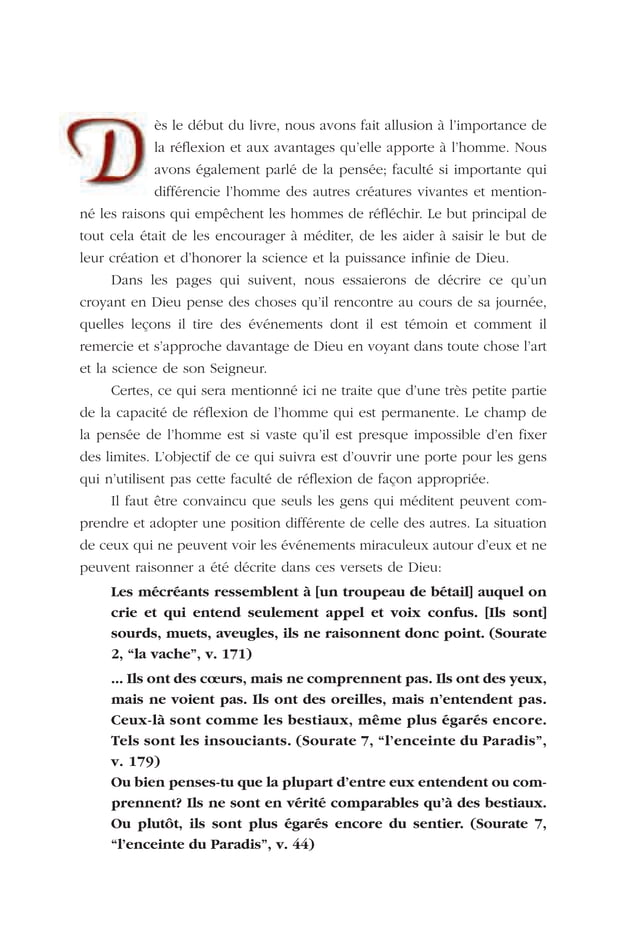 Dès le début du livre, nous avons fait allusion à l'importance de
la réflexion et aux avantages qu'elle apporte à l'homme. Nous
avons également parlé de la pensée; faculté si importante qui
différencie l'homme des autres créatures vivantes et mention-
né les raisons qui empêchent les hommes de réfléchir. Le but principal de
tout cela était de les encourager à méditer, de les aider à saisir le but de
leur création et d'honorer la science et la puissance infinie de Dieu.
Dans les pages qui suivent, nous essaierons de décrire ce qu'un
croyant en Dieu pense des choses qu'il rencontre au cours de sa journée,
quelles leçons il tire des événements dont il est témoin et comment il
remercie et s'approche davantage de Dieu en voyant dans toute chose l'art
et la science de son Seigneur.
Certes, ce qui sera mentionné ici ne traite que d'une très petite partie
de la capacité de réflexion de l'homme qui est permanente. Le champ de
la pensée de l'homme est si vaste qu'il est presque impossible d'en fixer
des limites. L'objectif de ce qui suivra est d'ouvrir une porte pour les gens
qui n'utilisent pas cette faculté de réflexion de façon appropriée.
Il faut être convaincu que seuls les gens qui méditent peuvent com-
prendre et adopter une position différente de celle des autres. La situation
de ceux qui ne peuvent voir les événements miraculeux autour d'eux et ne
peuvent raisonner a été décrite dans ces versets de Dieu:
Les mécréants ressemblent à [un troupeau de bétail] auquel on
crie et qui entend seulement appel et voix confus. [Ils sont]
sourds, muets, aveugles, ils ne raisonnent donc point. (Sourate
2, “la vache”, v. 171)
... Ils ont des cœurs, mais ne comprennent pas. Ils ont des yeux,
mais ne voient pas. Ils ont des oreilles, mais n'entendent pas.
Ceux-là sont comme les bestiaux, même plus égarés encore.
Tels sont les insouciants. (Sourate 7, “l'enceinte du Paradis”,
v. 179)
Ou bien penses-tu que la plupart d'entre eux entendent ou com-
prennent? Ils ne sont en vérité comparables qu'à des bestiaux.
Ou plutôt, ils sont plus égarés encore du sentier. (Sourate 7,
“l'enceinte du Paradis”, v. 44)